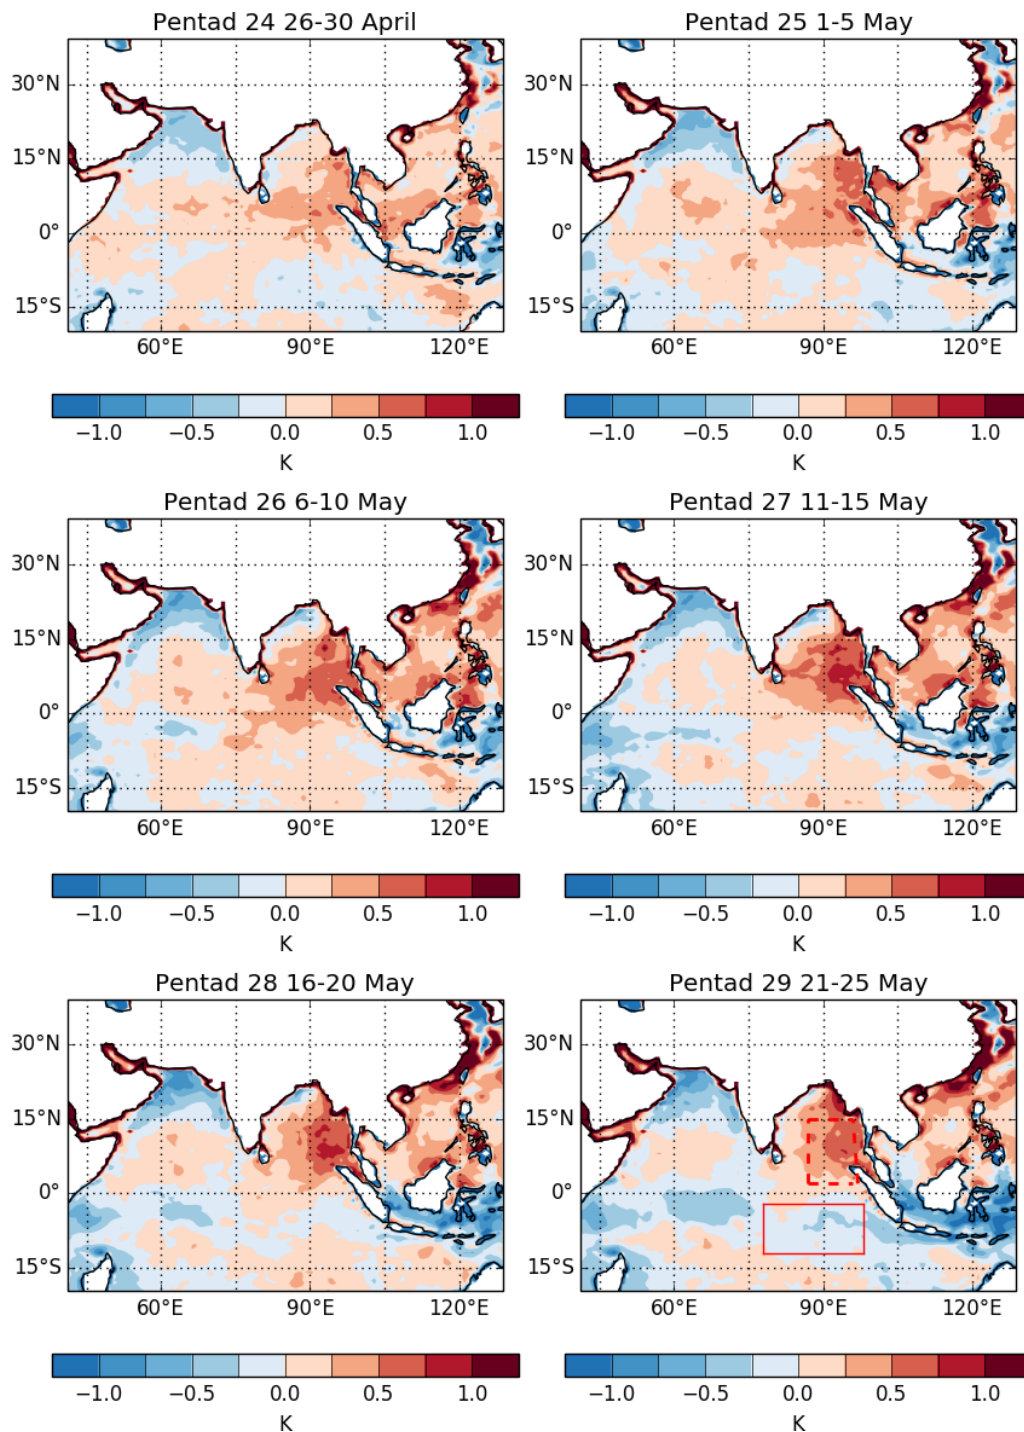 Pentad 24 26-30 April
Pentad 25 1-5 May
30°N
15°N
0°
15°S
60°E 90°E 120°E
30°N
15°N
0°
15°S
60°E 90°E 120°E
−1.0 −0.5 0.0 0.5 1.0
K
−1.0 −0.5 0.0 0.5 1.0
K
Pentad 26 6-10 May
Pentad 27 11-15 May
30°N
15°N
0°
15°S
60°E 90°E 120°E
30°N
15°N
0°
15°S
60°E 90°E 120°E
−1.0 −0.5 0.0 0.5 1.0
K
−1.0 −0.5 0.0 0.5 1.0
K
Pentad 28 16-20 May
Pentad 29 21-25 May
30°N
15°N
0°
15°S
60°E 90°E 120°E
30°N
15°N
0°
15°S
60°E 90°E 120°E
−1.0 −0.5 0.0 0.5 1.0
K
−1.0 −0.5 0.0 0.5 1.0
K